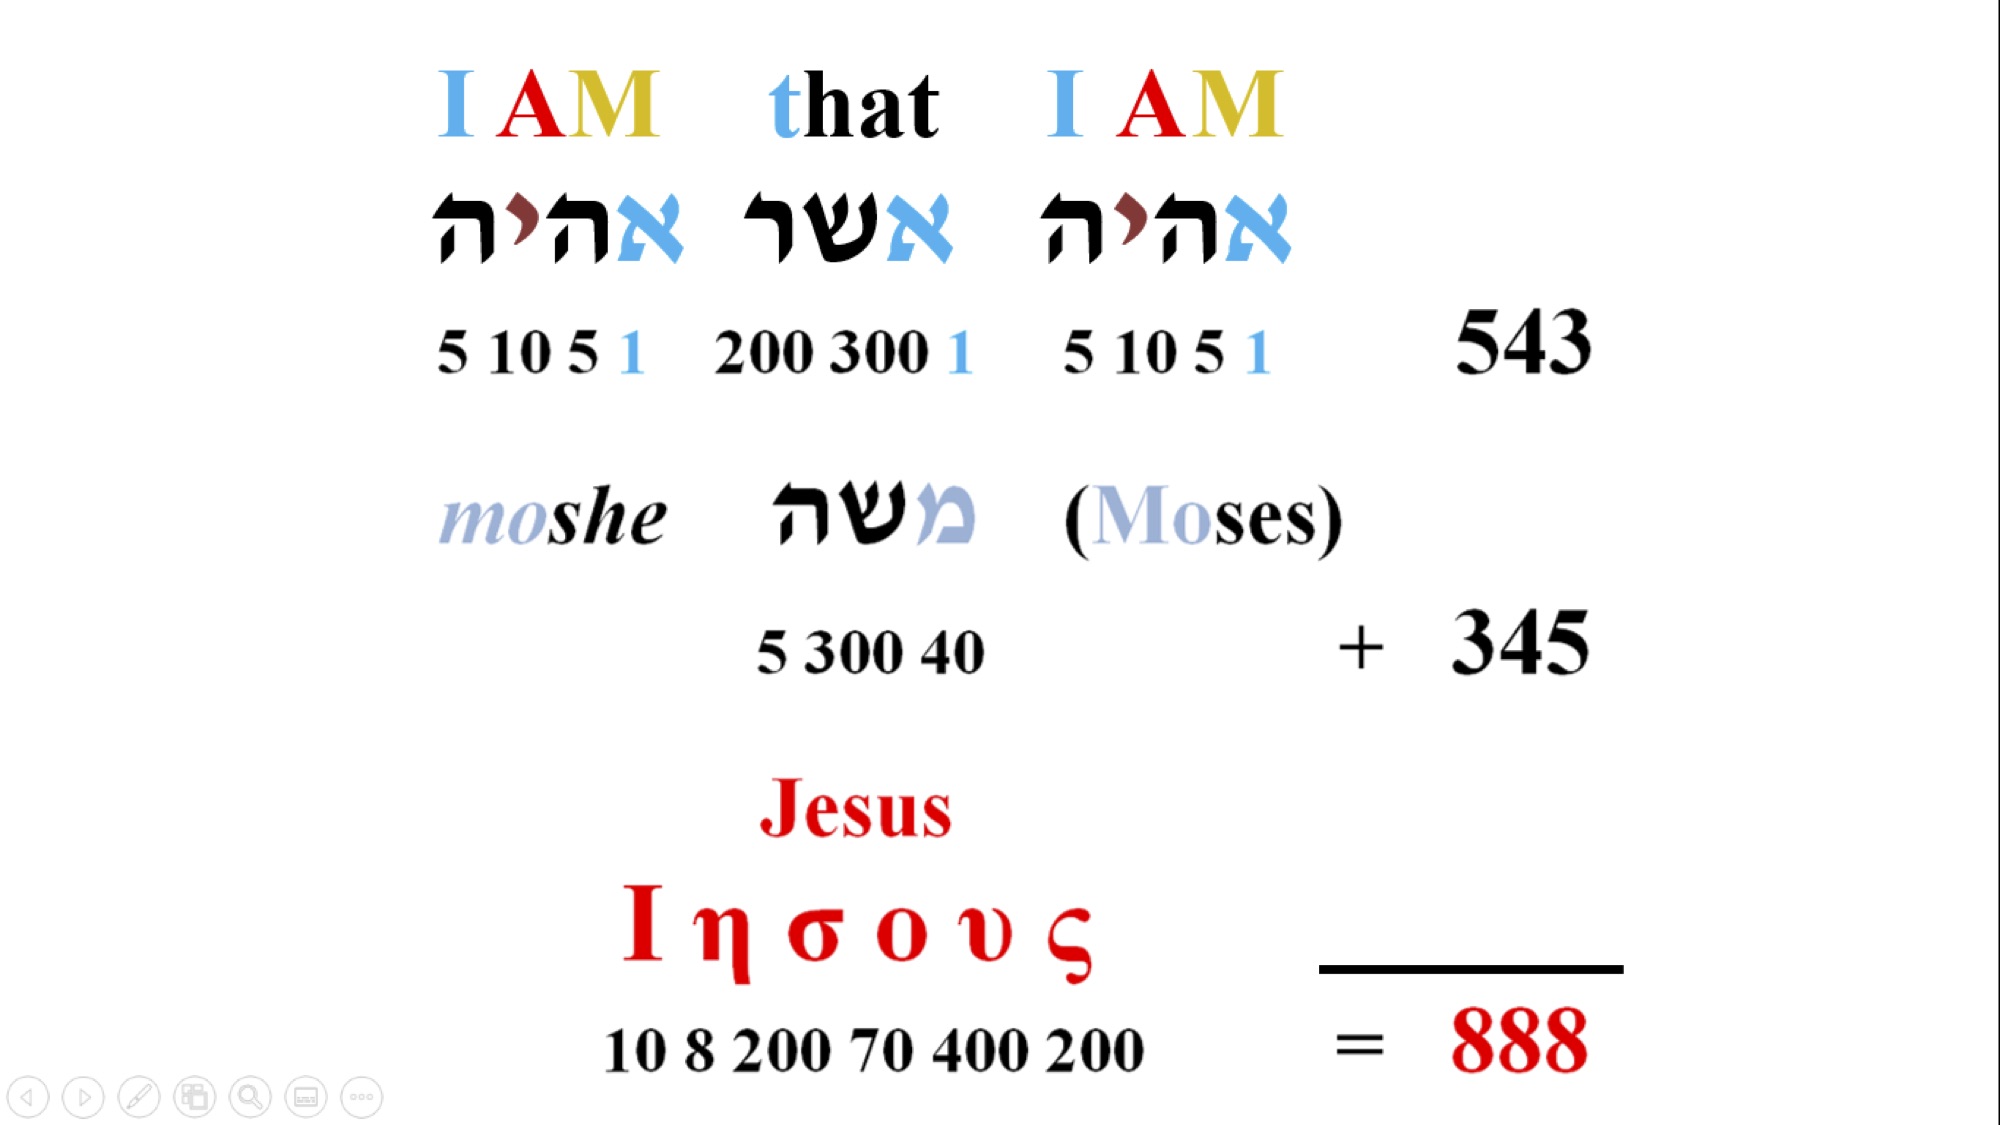 I AM that I AM
אהיה אשר אהיה
5 10 5 1 200 300 1 5 10 5 1 543
moshe משה (Moses)
5 300 40 + 345
Jesus
Ι η σ ο υ ς
10 8 200 70 400 200 = 888